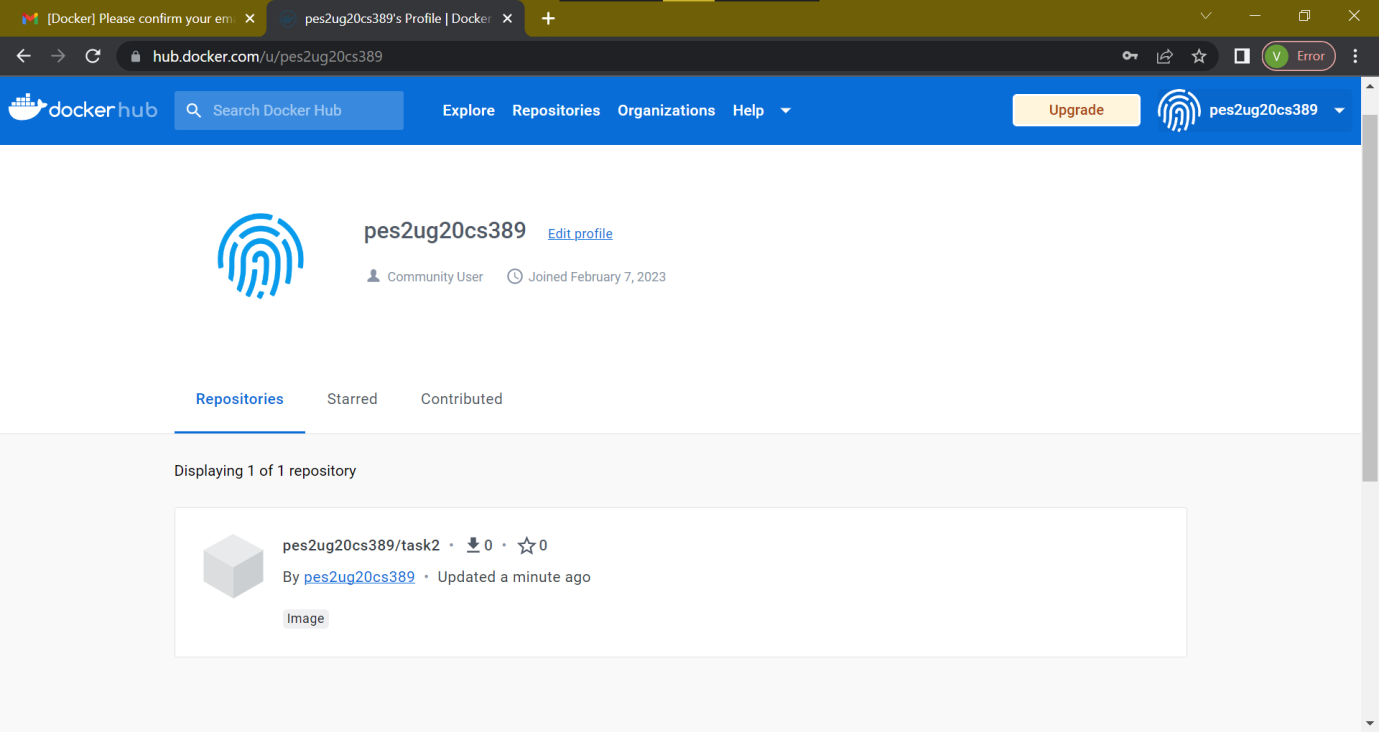 [Docker] Please confirm your ema
pes2ug20cs389's Profile | Docker
hub.docker.com/u/pes2ug20cs389
V Error
docker hub
Search Docker Hub
Explore Repositories Organizations Help
Upgrade
pes2ug20cs389
pes2ug20cs389 Edit profile
Community User Joined February 7, 2023
Repositories Starred Contributed
Displaying 1 of 1 repository
pes2ug20cs389/task2 • 0 • 0
By pes2ug20cs389 • Updated a minute ago
Image